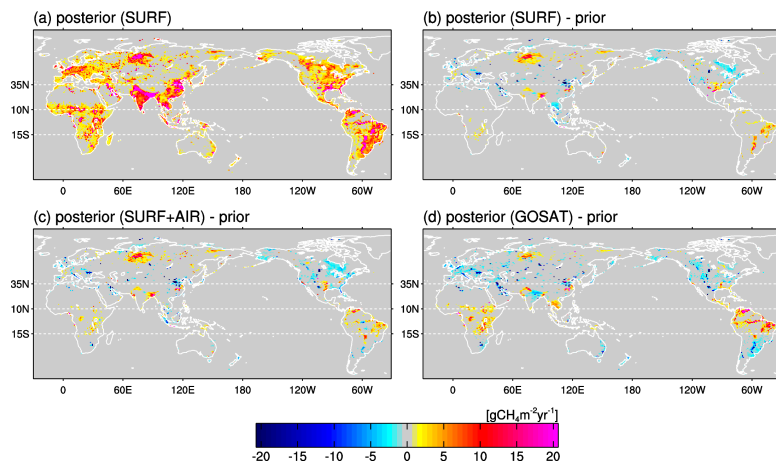 (a) posterior (SURF)
(b) posterior (SURF) - prior
35N
10N
15S
35N
10N
15S
0 60E 120E 180 120W 60W
0 60E 120E 180 120W 60W
(c) posterior (SURF+AIR) - prior
(d) posterior (GOSAT) - prior
35N
10N
15S
35N
10N
15S
0 60E 120E 180 120W 60W
0 60E 120E 180 120W 60W
[gCH₄m⁻²yr⁻¹]
-20 -15 -10 -5 0 5 10 15 20